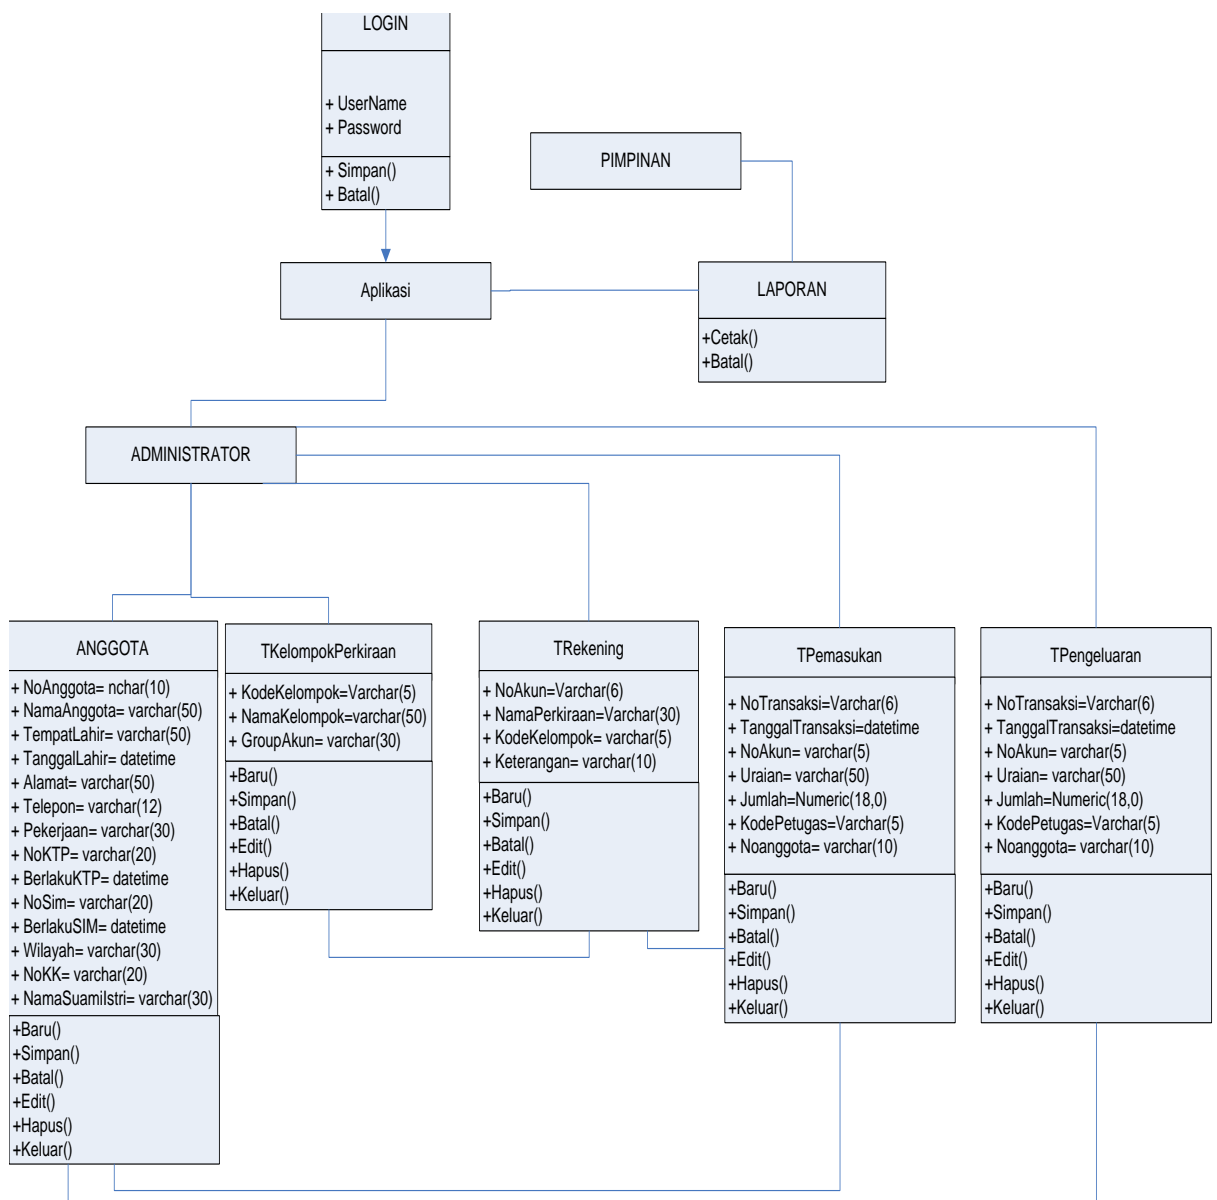 LOGIN
+ UserName
+ Password
+ Simpan()
+ Batal()
PIMPINAN
Aplikasi
LAPORAN
+Cetak()
+Batal()
ADMINISTRATOR
ANGGOTA
+ NoAnggota= nchar(10)
+ NamaAnggota= varchar(50)
+ TempatLahir= varchar(50)
+ TanggalLahir= datetime
+ Alamat= varchar(50)
+ Telepon= varchar(12)
+ Pekerjaan= varchar(30)
+ NoKTP= varchar(20)
+ BerlakuKTP= datetime
+ NoSim= varchar(20)
+ BerlakuSIM= datetime
+ Wilayah= varchar(30)
+ NoKK= varchar(20)
+ NamaSuamiIstri= varchar(30)
+Baru()
+Simpan()
+Batal()
+Edit()
+Hapus()
+Keluar()
TKelompokPerkiraan
+ KodeKelompok=Varchar(5)
+ NamaKelompok=varchar(50)
+ GroupAkun= varchar(30)
+Baru()
+Simpan()
+Batal()
+Edit()
+Hapus()
+Keluar()
TRekening
+ NoAkun=Varchar(6)
+ NamaPerkiraan=Varchar(30)
+ KodeKelompok= varchar(5)
+ Keterangan= varchar(10)
+Baru()
+Simpan()
+Batal()
+Edit()
+Hapus()
+Keluar()
TPemasukan
+ NoTransaksi=Varchar(6)
+ TanggalTransaksi=datetime
+ NoAkun= varchar(5)
+ Uraian= varchar(50)
+ Jumlah=Numeric(18,0)
+ KodePetugas=Varchar(5)
+ Noanggota= varchar(10)
+Baru()
+Simpan()
+Batal()
+Edit()
+Hapus()
+Keluar()
TPengeluaran
+ NoTransaksi=Varchar(6)
+ TanggalTransaksi=datetime
+ NoAkun= varchar(5)
+ Uraian= varchar(50)
+ Jumlah=Numeric(18,0)
+ KodePetugas=Varchar(5)
+ Noanggota= varchar(10)
+Baru()
+Simpan()
+Batal()
+Edit()
+Hapus()
+Keluar()